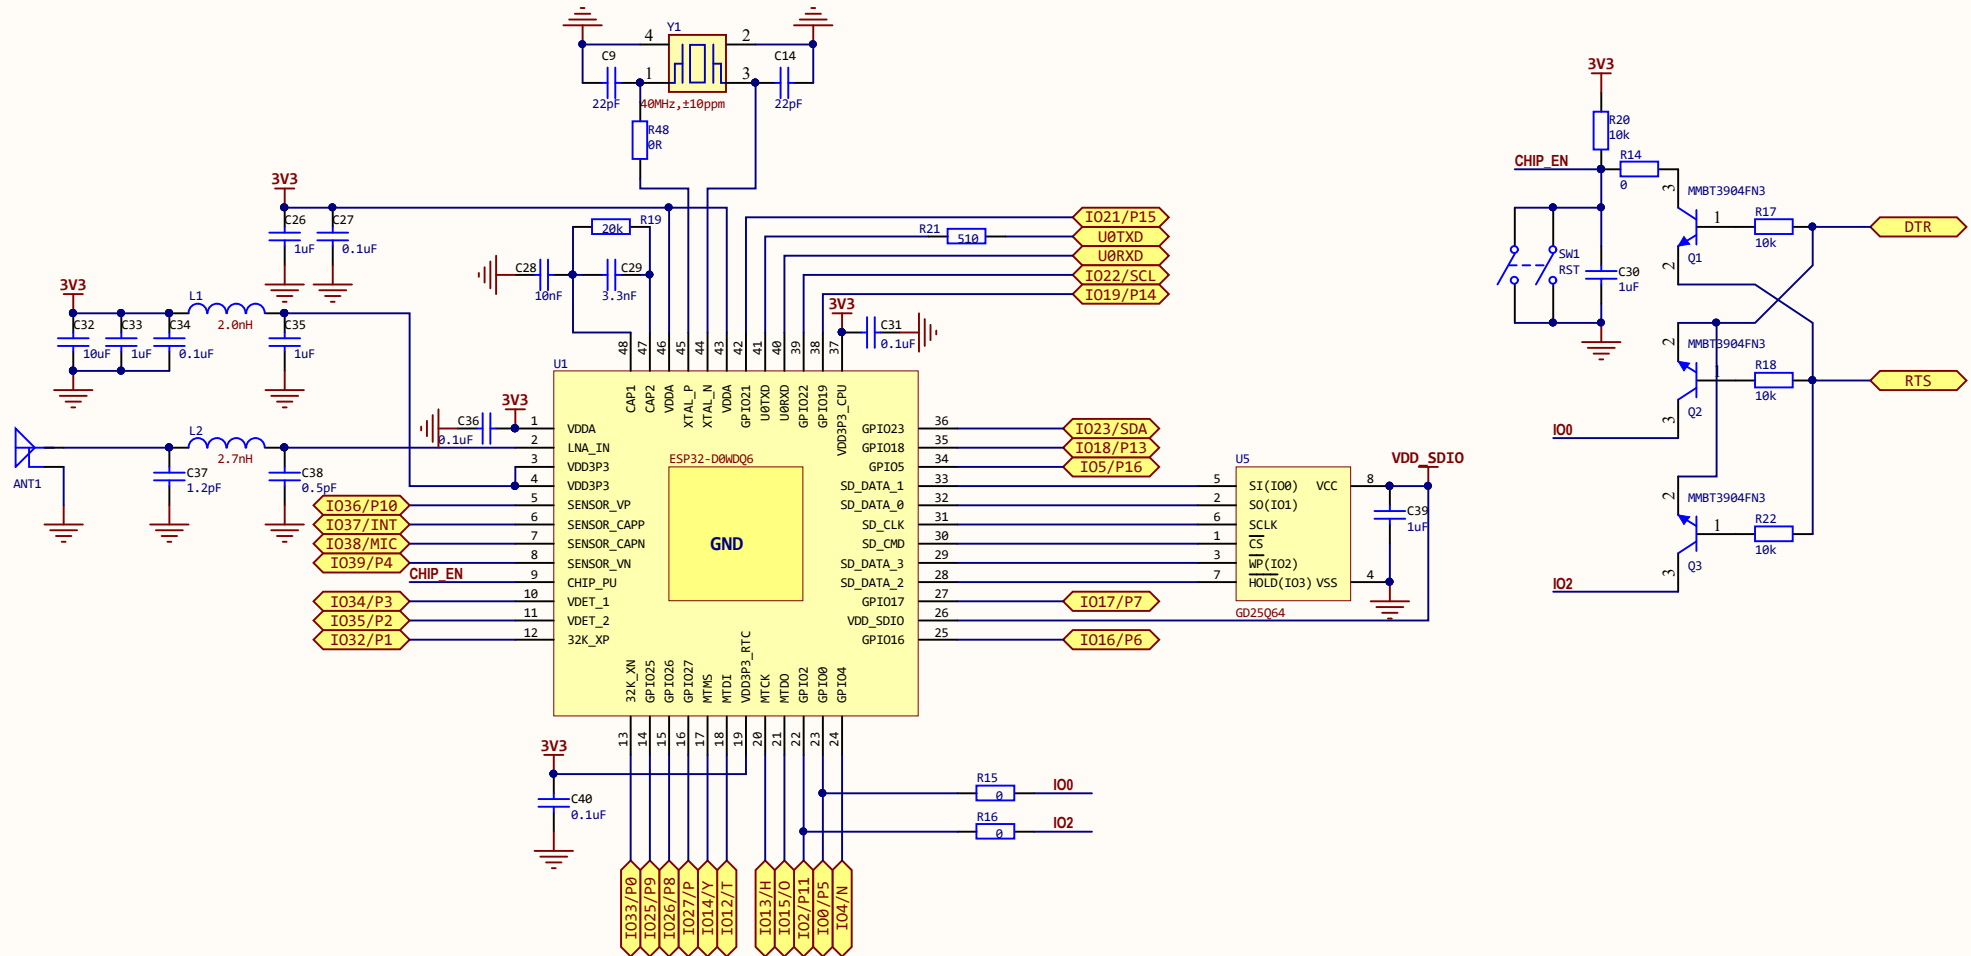 Y1
4
2
1
3
C9
22pF
C14
22pF
40MHz,±10ppm
R48
0R
3V3
C26
1uF
C27
0.1uF
R19
20k
C28
10nF
C29
3.3nF
R21
510
IO21/P15
U0TXD
U0RXD
IO22/SCL
IO19/P14
3V3
C31
0.1uF
3V3
L1
2.0nH
C32
10uF
C33
1uF
C34
0.1uF
C35
1uF
3V3
C36
0.1uF
L2
2.7nH
C37
1.2pF
C38
0.5pF
ANT1
U1
ESP32-D0WDQ6
GND
48 CAP1
47 CAP2
46 VDDA
45 XTAL_P
44 XTAL_N
43 VDDA
42 GPIO21
41 U0TXD
40 U0RXD
39 GPIO22
38 GPIO19
37 VDD3P3_CPU
1 VDDA
2 LNA_IN
3 VDD3P3
4 VDD3P3
5 SENSOR_VP
6 SENSOR_CAPP
7 SENSOR_CAPN
8 SENSOR_VN
9 CHIP_PU
10 VDET_1
11 VDET_2
12 32K_XP
IO36/P10
IO37/INT
IO38/MIC
IO39/P4
CHIP_EN
IO34/P3
IO35/P2
IO32/P1
GPIO23 36
GPIO18 35
GPIO5 34
SD_DATA_1 33
SD_DATA_0 32
SD_CLK 31
SD_CMD 30
SD_DATA_3 29
SD_DATA_2 28
GPIO17 27
VDD_SDIO 26
GPIO16 25
IO23/SDA
IO18/P13
IO5/P16
IO17/P7
IO16/P6
32K_XN 13
GPIO25 14
GPIO26 15
GPIO27 16
MTMS 17
MTDI 18
VDD3P3_RTC 19
MTCK 20
MTDO 21
GPIO2 22
GPIO0 23
GPIO4 24
3V3
C40
0.1uF
R15
0
IO0
R16
0
IO2
IO33/P0
IO25/P9
IO26/P8
IO27/P
IO14/Y
IO12/T
IO13/H
IO15/O
IO2/P11
IO0/P5
IO4/N
U5
5 SI(IO0) VCC 8
2 SO(IO1)
6 SCLK
1 CS
3 WP(IO2)
7 HOLD(IO3) VSS 4
GD25Q64
VDD_SDIO
C39
1uF
3V3
R20
10k
CHIP_EN
R14
0
SW1
RST
C30
1uF
MMBT3904FN3
3
1
2
Q1
R17
10k
DTR
MMBT3904FN3
2
1
3
Q2
R18
10k
RTS
IO0
MMBT3904FN3
2
1
3
Q3
R22
10k
IO2